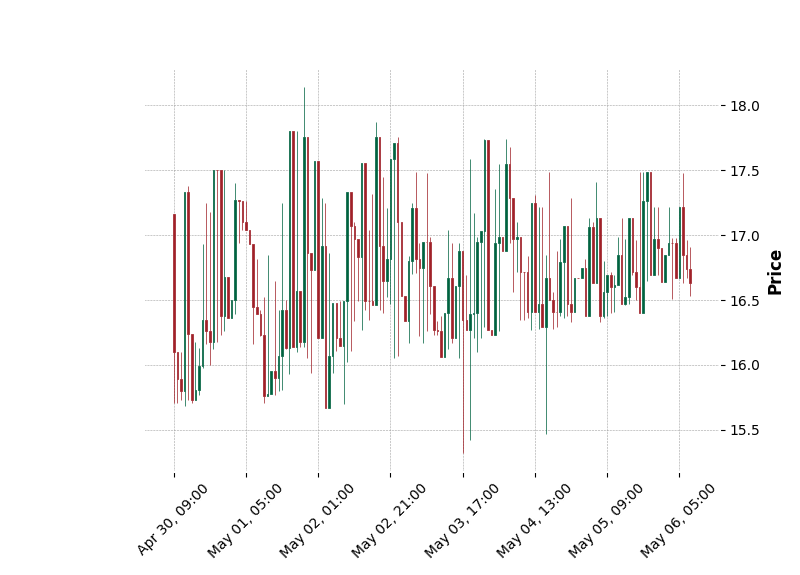 18.0
17.5
17.0
16.5
16.0
15.5
Price
Apr 30, 09:00
May 01, 05:00
May 02, 01:00
May 02, 21:00
May 03, 17:00
May 04, 13:00
May 05, 09:00
May 06, 05:00